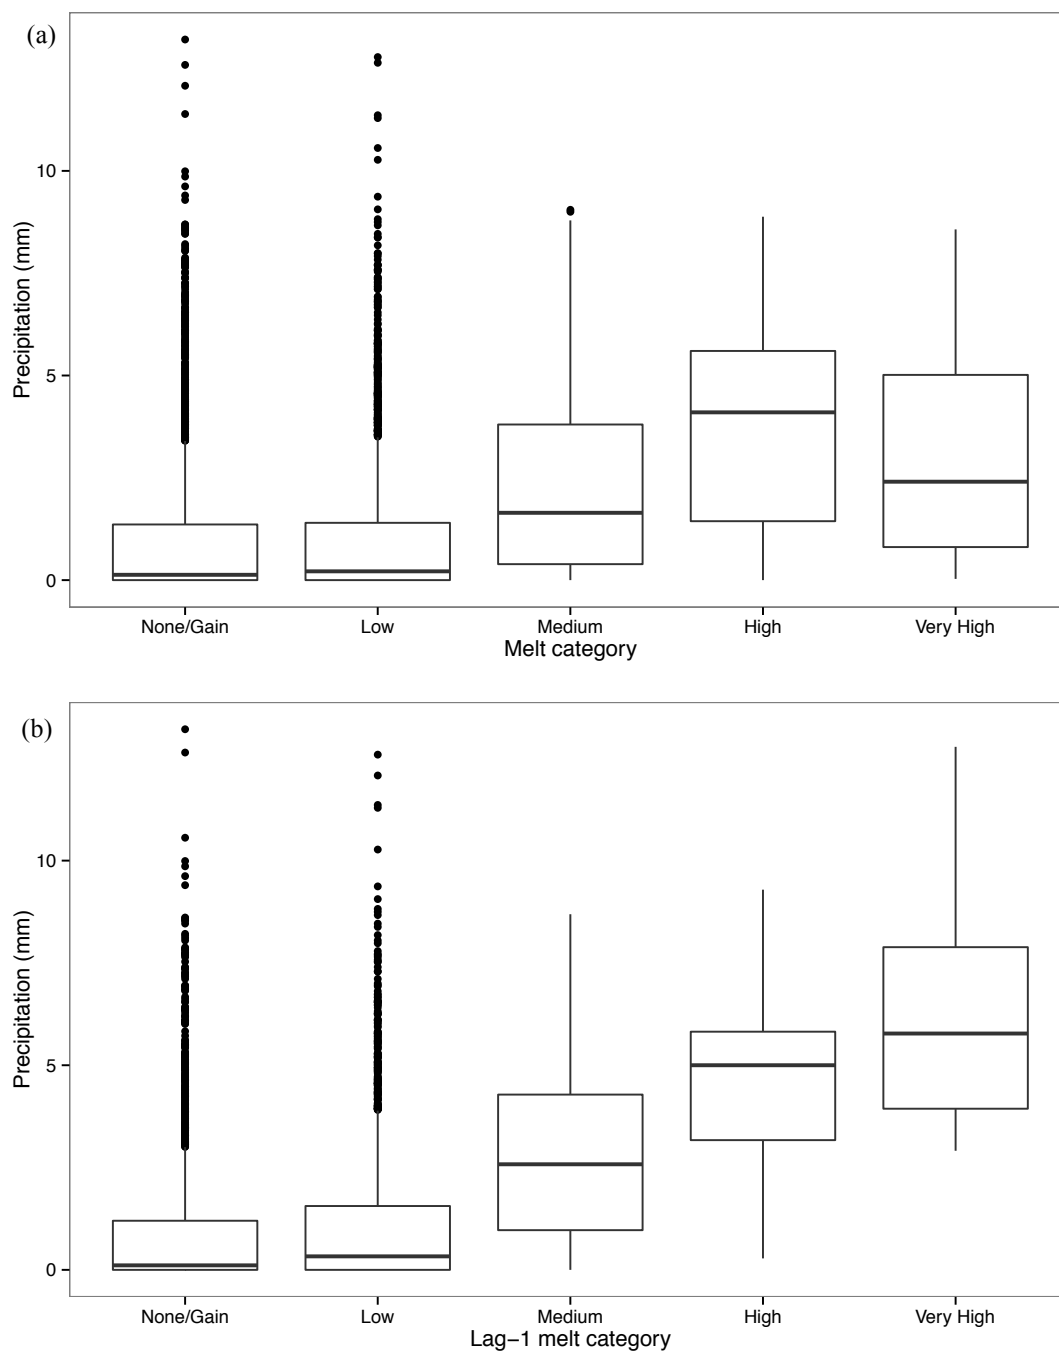 (a)
Precipitation (mm)
10
5
0
None/Gain Low Medium High Very High
Melt category
(b)
Precipitation (mm)
10
5
0
None/Gain Low Medium High Very High
Lag−1 melt category